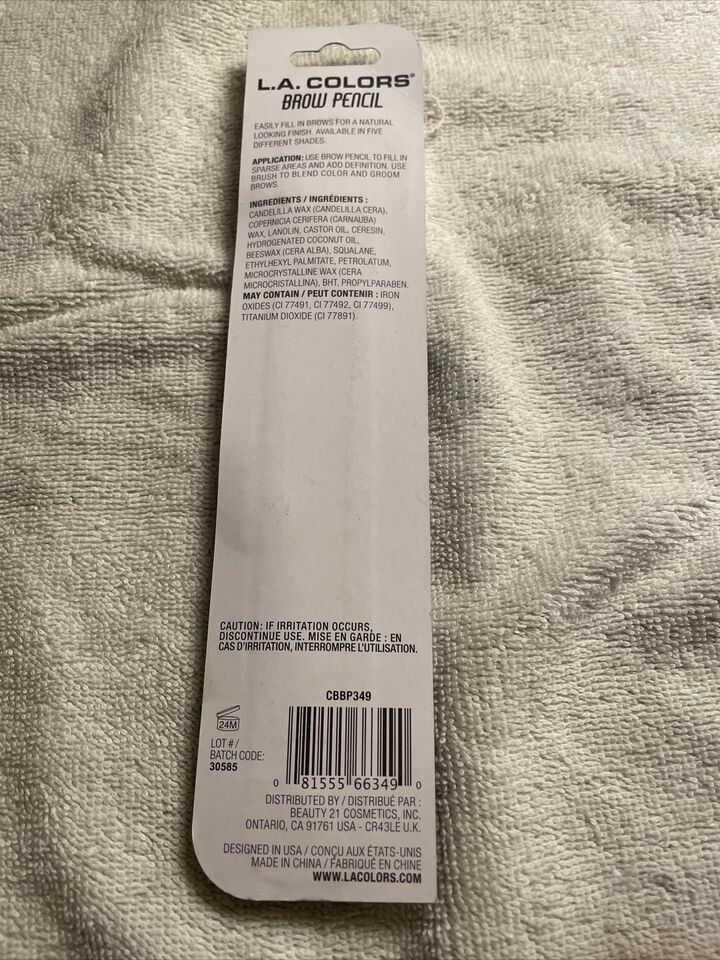 L.A. COLORS®
BROW PENCIL
EASILY FILL IN BROWS FOR A NATURAL
LOOKING FINISH. AVAILABLE IN FIVE
DIFFERENT SHADES.
APPLICATION: USE BROW PENCIL TO FILL IN
SPARSE AREAS AND ADD DEFINITION. USE
BRUSH TO BLEND COLOR AND GROOM
BROWS.
INGREDIENTS / INGRÉDIENTS :
CANDELILLA WAX (CANDELILLA CERA),
COPERNICIA CERIFERA (CARNAUBA)
WAX, LANOLIN, CASTOR OIL, CERESIN,
HYDROGENATED COCONUT OIL,
BEESWAX (CERA ALBA), SQUALANE,
ETHYLHEXYL PALMITATE, PETROLATUM,
MICROCRYSTALLINE WAX (CERA
MICROCRISTALLINA), BHT, PROPYLPARABEN.
MAY CONTAIN / PEUT CONTENIR : IRON
OXIDES (CI 77491, CI 77492, CI 77499),
TITANIUM DIOXIDE (CI 77891).
CAUTION: IF IRRITATION OCCURS,
DISCONTINUE USE. MISE EN GARDE : EN
CAS D'IRRITATION, INTERROMPRE L'UTILISATION.
CBBP349
24M
LOT # /
BATCH CODE:
30585
0 81555 66349 0
DISTRIBUTED BY / DISTRIBUÉ PAR :
BEAUTY 21 COSMETICS, INC.
ONTARIO, CA 91761 USA - CR43LE U.K.
DESIGNED IN USA / CONÇU AUX ÉTATS-UNIS
MADE IN CHINA / FABRIQUÉ EN CHINE
WWW.LACOLORS.COM